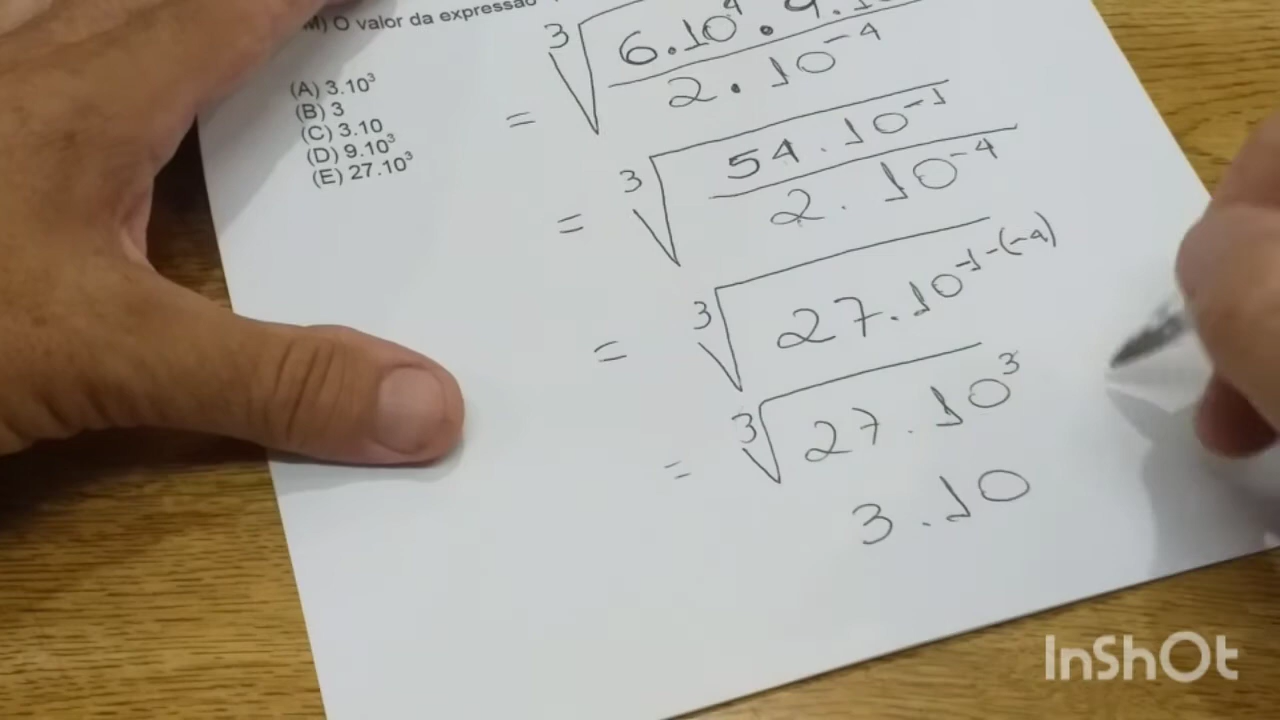 O valor da expressão
(A) 3.10³
(B) 3
(C) 3.10
(D) 9.10³
(E) 27.10³
∛ 6.10⁴ . 9.
= 2.10⁻⁴
= ∛ 54.10⁻¹
2.10⁻⁴
= ∛ 27.10⁻¹⁻⁽⁻⁴⁾
= ∛ 27.10³
3.10
InShOt